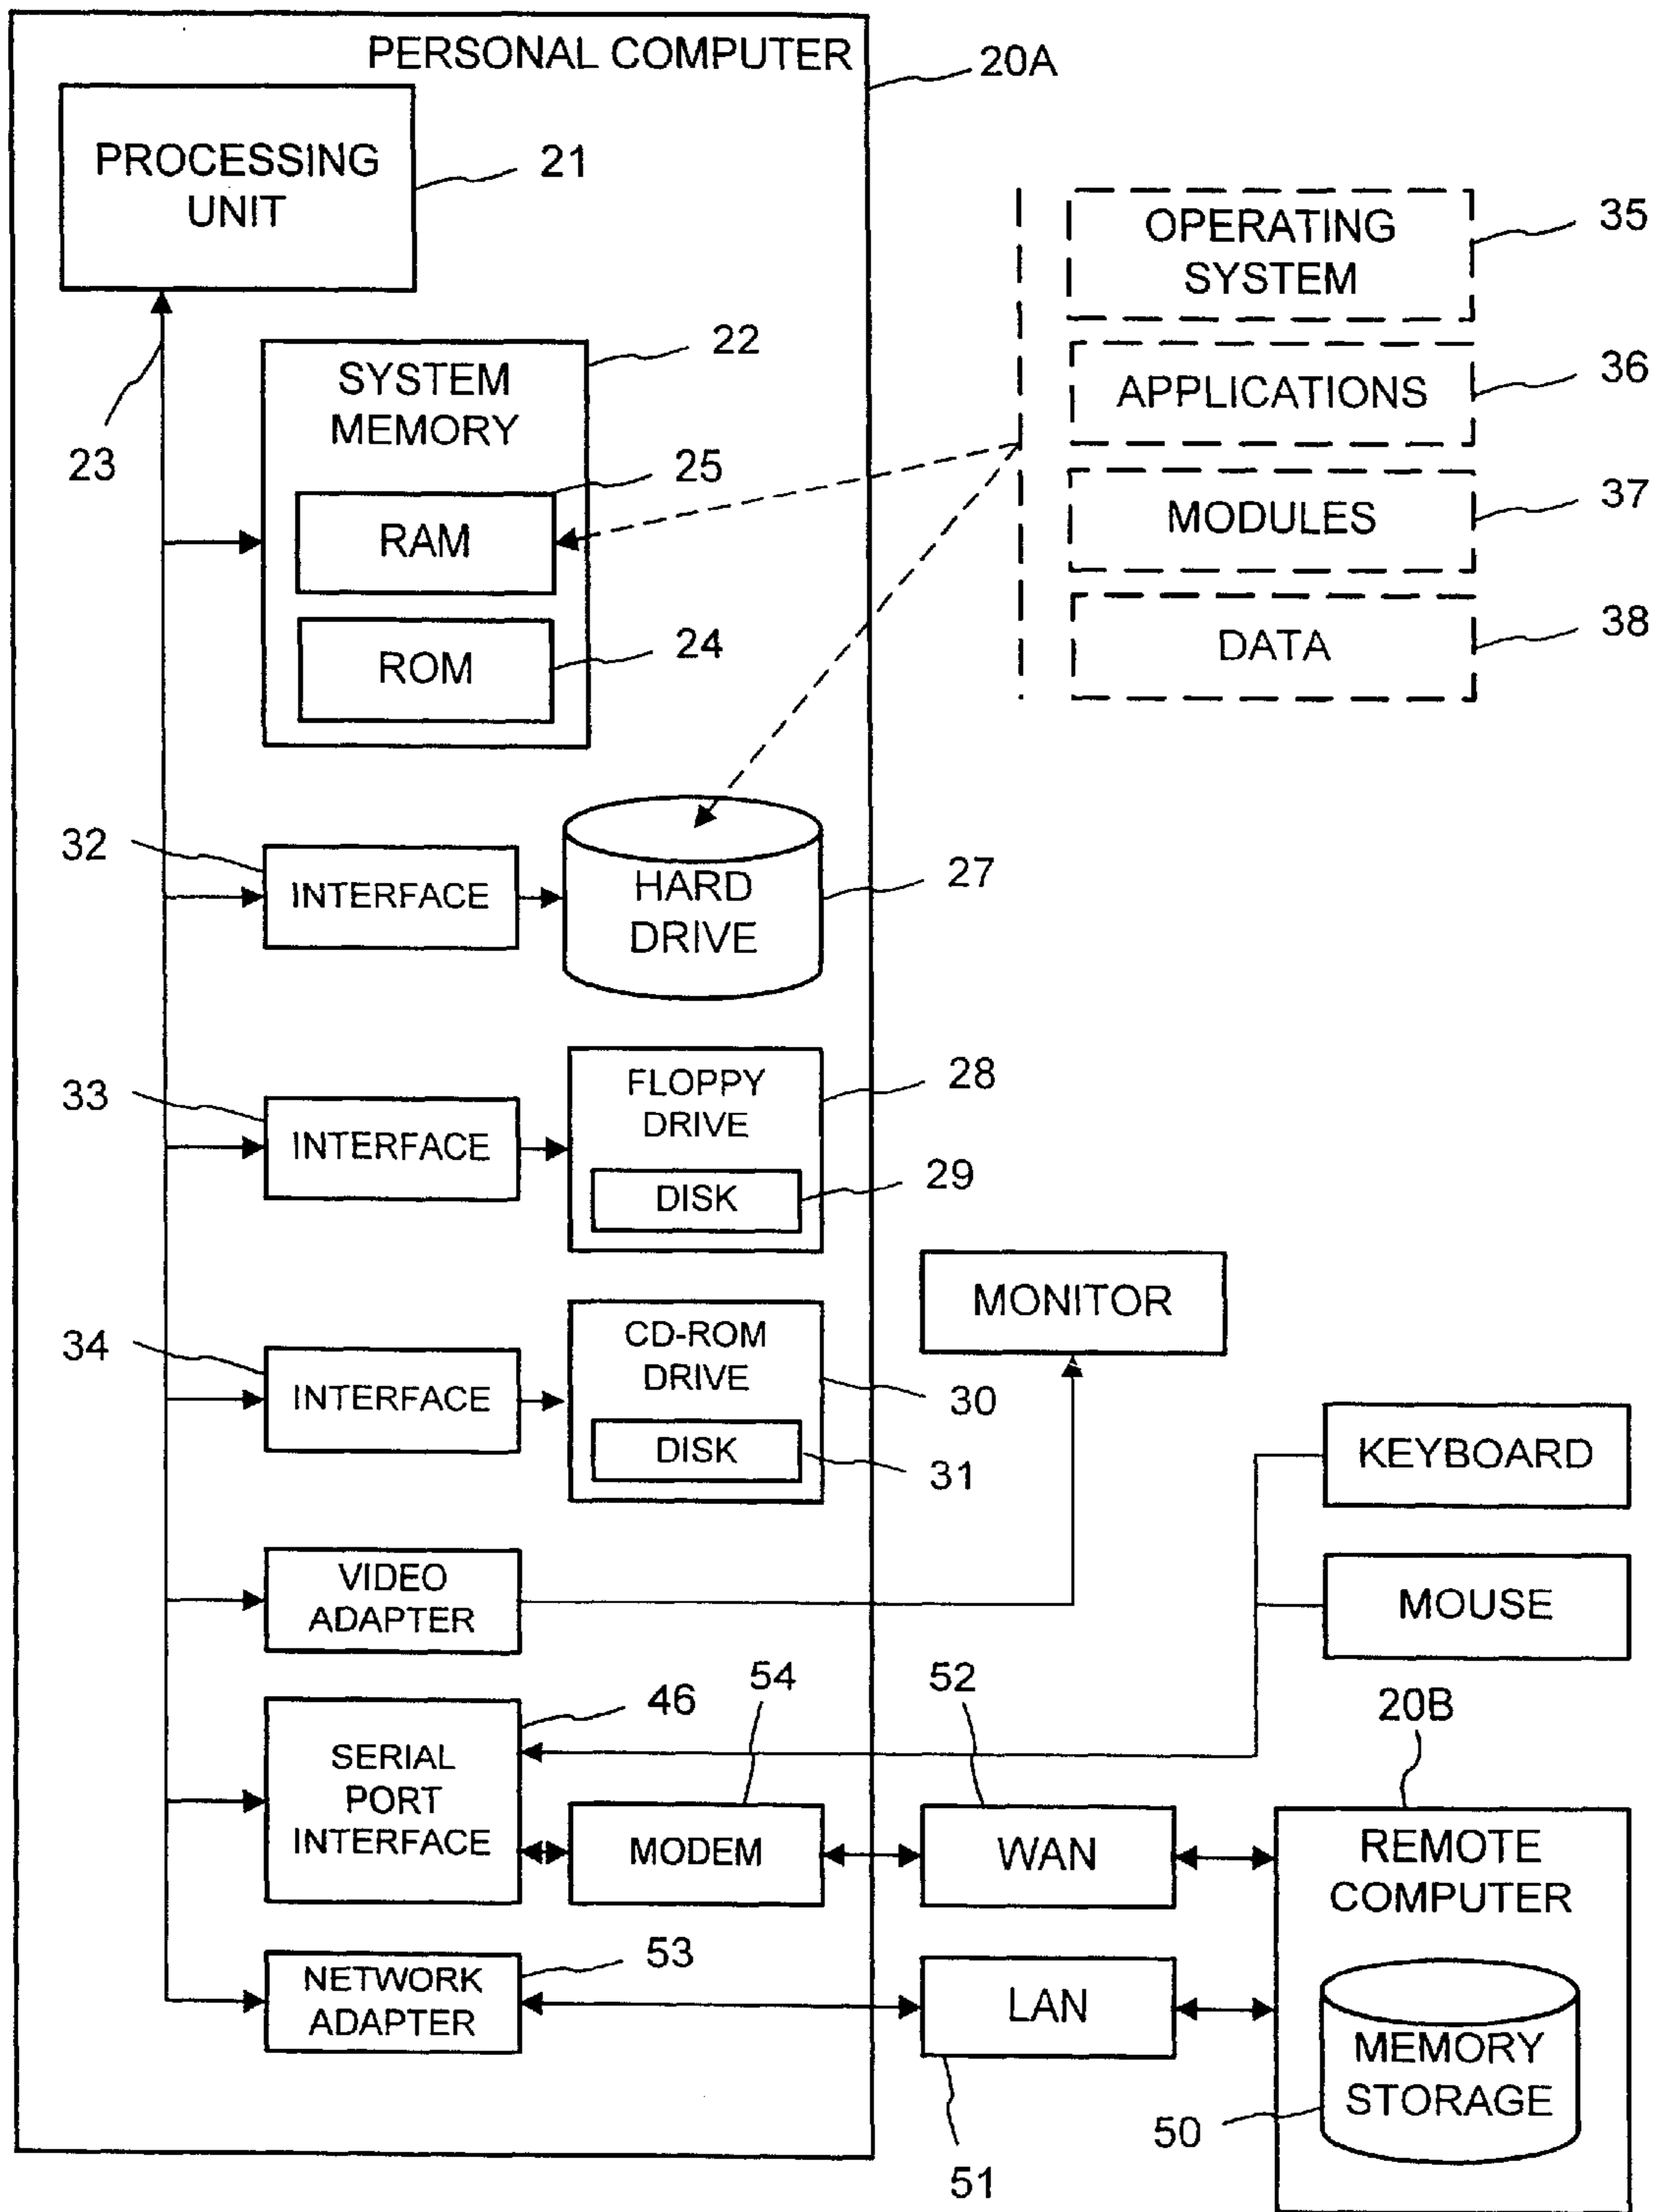 PERSONAL COMPUTER
20A
PROCESSING
UNIT
21
23
SYSTEM
MEMORY
22
RAM
25
ROM
24
OPERATING
SYSTEM
35
APPLICATIONS
36
MODULES
37
DATA
38
32
INTERFACE
HARD
DRIVE
27
33
INTERFACE
FLOPPY
DRIVE
28
DISK
29
34
INTERFACE
CD-ROM
DRIVE
30
DISK
31
MONITOR
KEYBOARD
MOUSE
VIDEO
ADAPTER
46
SERIAL
PORT
INTERFACE
54
MODEM
52
WAN
20B
REMOTE
COMPUTER
MEMORY
STORAGE
50
NETWORK
ADAPTER
53
LAN
51